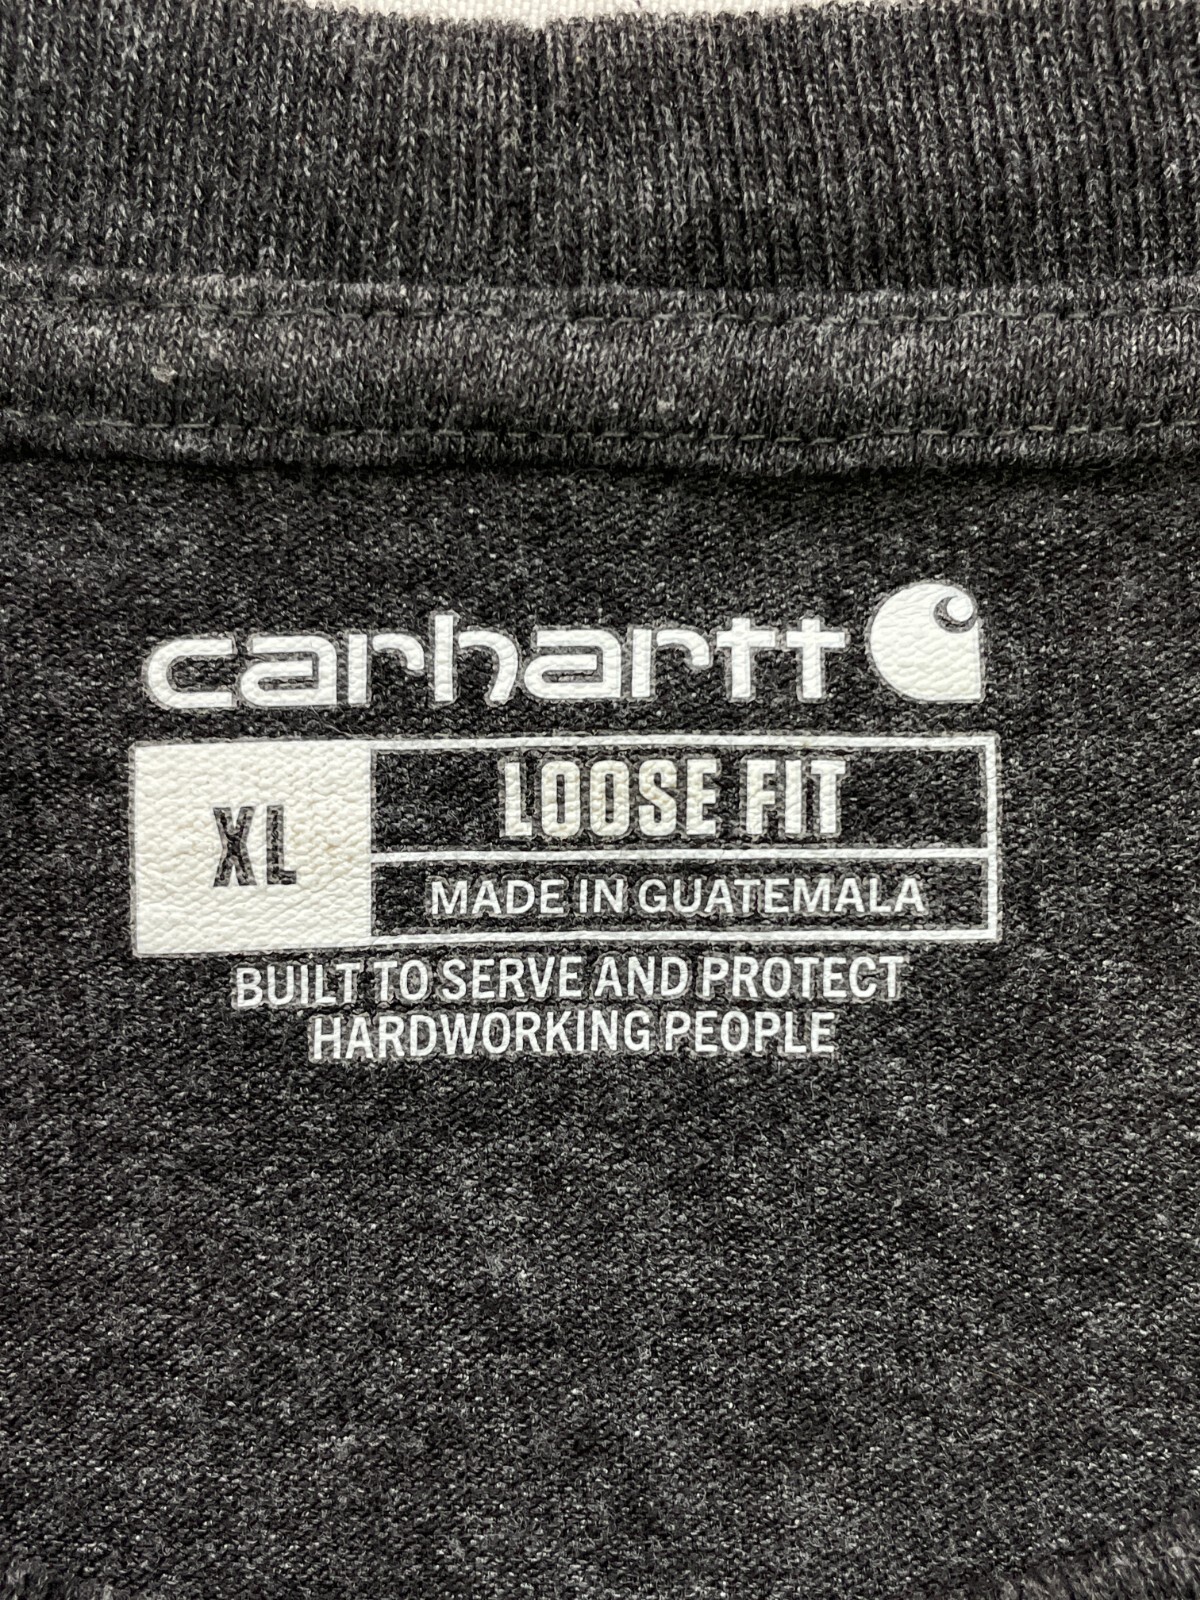 carhartt
XL
LOOSE FIT
MADE IN GUATEMALA
BUILT TO SERVE AND PROTECT
HARDWORKING PEOPLE